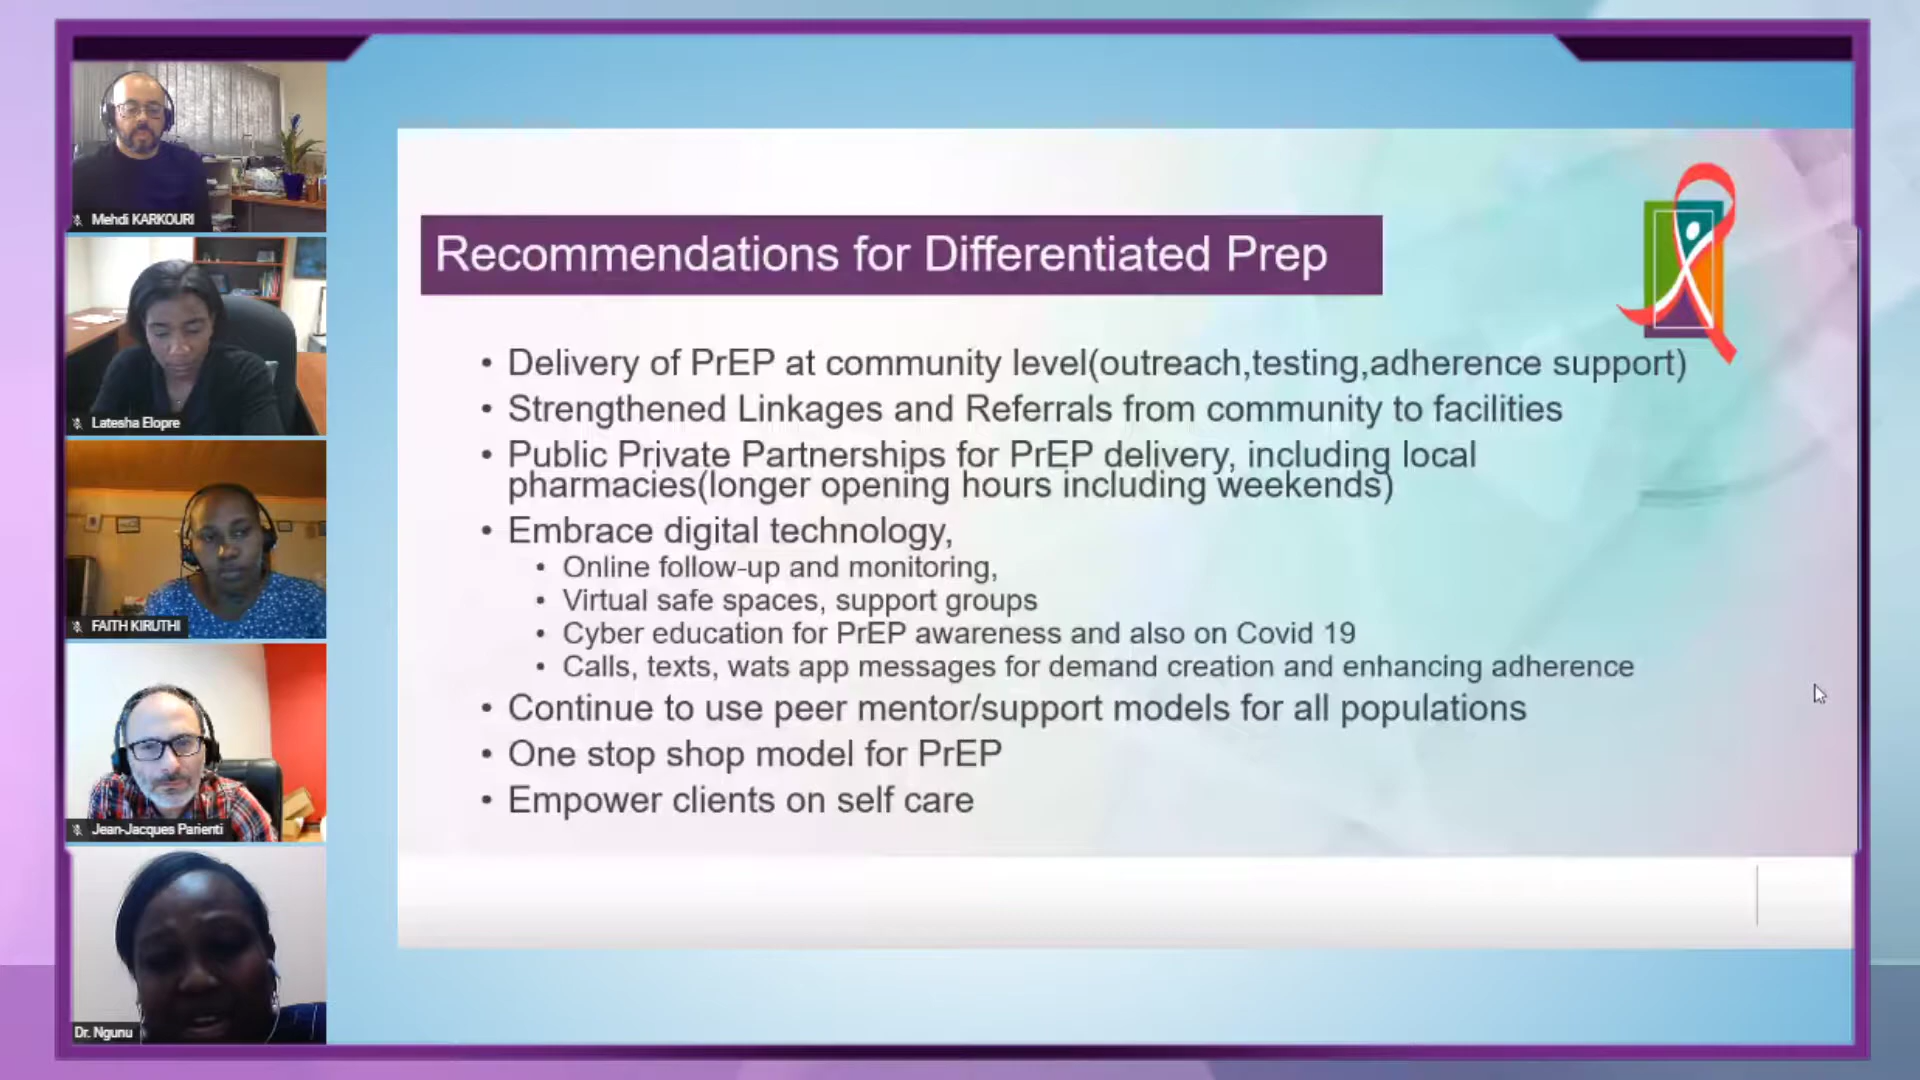 Mehdi KARKOURI
Latesha Elopre
FAITH KIRUTHI
Jean-Jacques Parienti
Dr. Ngunu
Recommendations for Differentiated Prep
• Delivery of PrEP at community level(outreach,testing,adherence support)
• Strengthened Linkages and Referrals from community to facilities
• Public Private Partnerships for PrEP delivery, including local
pharmacies(longer opening hours including weekends)
• Embrace digital technology,
• Online follow-up and monitoring,
• Virtual safe spaces, support groups
• Cyber education for PrEP awareness and also on Covid 19
• Calls, texts, wats app messages for demand creation and enhancing adherence
• Continue to use peer mentor/support models for all populations
• One stop shop model for PrEP
• Empower clients on self care